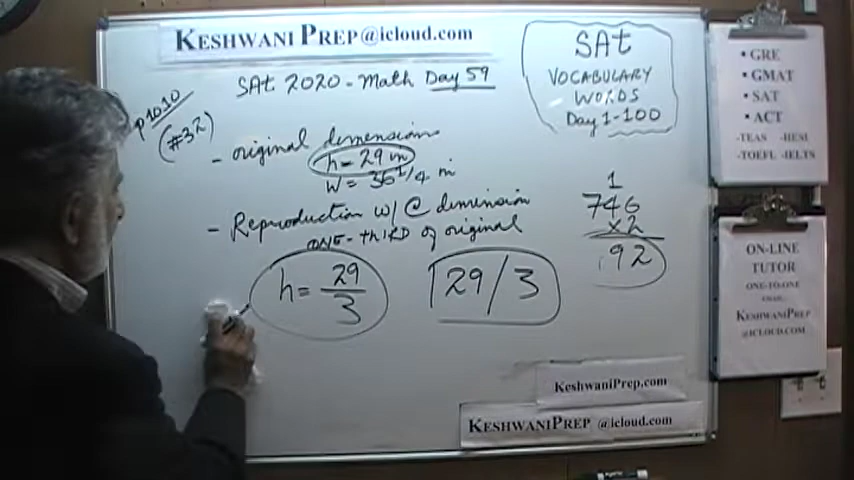 KESHWANI PREP@icloud.com
SAt 2020 - Math Day 59
p1010
(#32)
- original dimensions
h = 29 m
W = 36 1/4 m
- Reproduction w/ @ dimension
ONE-third of original
h = 29/3
29/3
1
746
x2
92
SAt
VOCABULARY
WORDS
Day 1-100
• GRE
• GMAT
• SAT
• ACT
-TEAS -HESI
-TOEFL -IELTS
ON-LINE
TUTOR
ONE-TO-ONE
KESHWANIPREP
@ICLOUD.COM
KeshwaniPrep.com
KESHWANIPREP @icloud.com